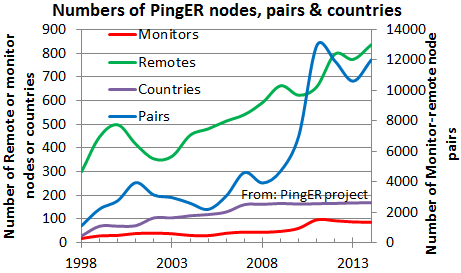 Numbers of PingER nodes, pairs & countries
Number of Remote or monitor
nodes or countries
900
800
700
600
500
400
300
200
100
0
Monitors
Remotes
Countries
Pairs
From: PingER project
14000
12000
10000
8000
6000
4000
2000
0
Number of Monitor-remote node
pairs
1998
2003
2008
2013